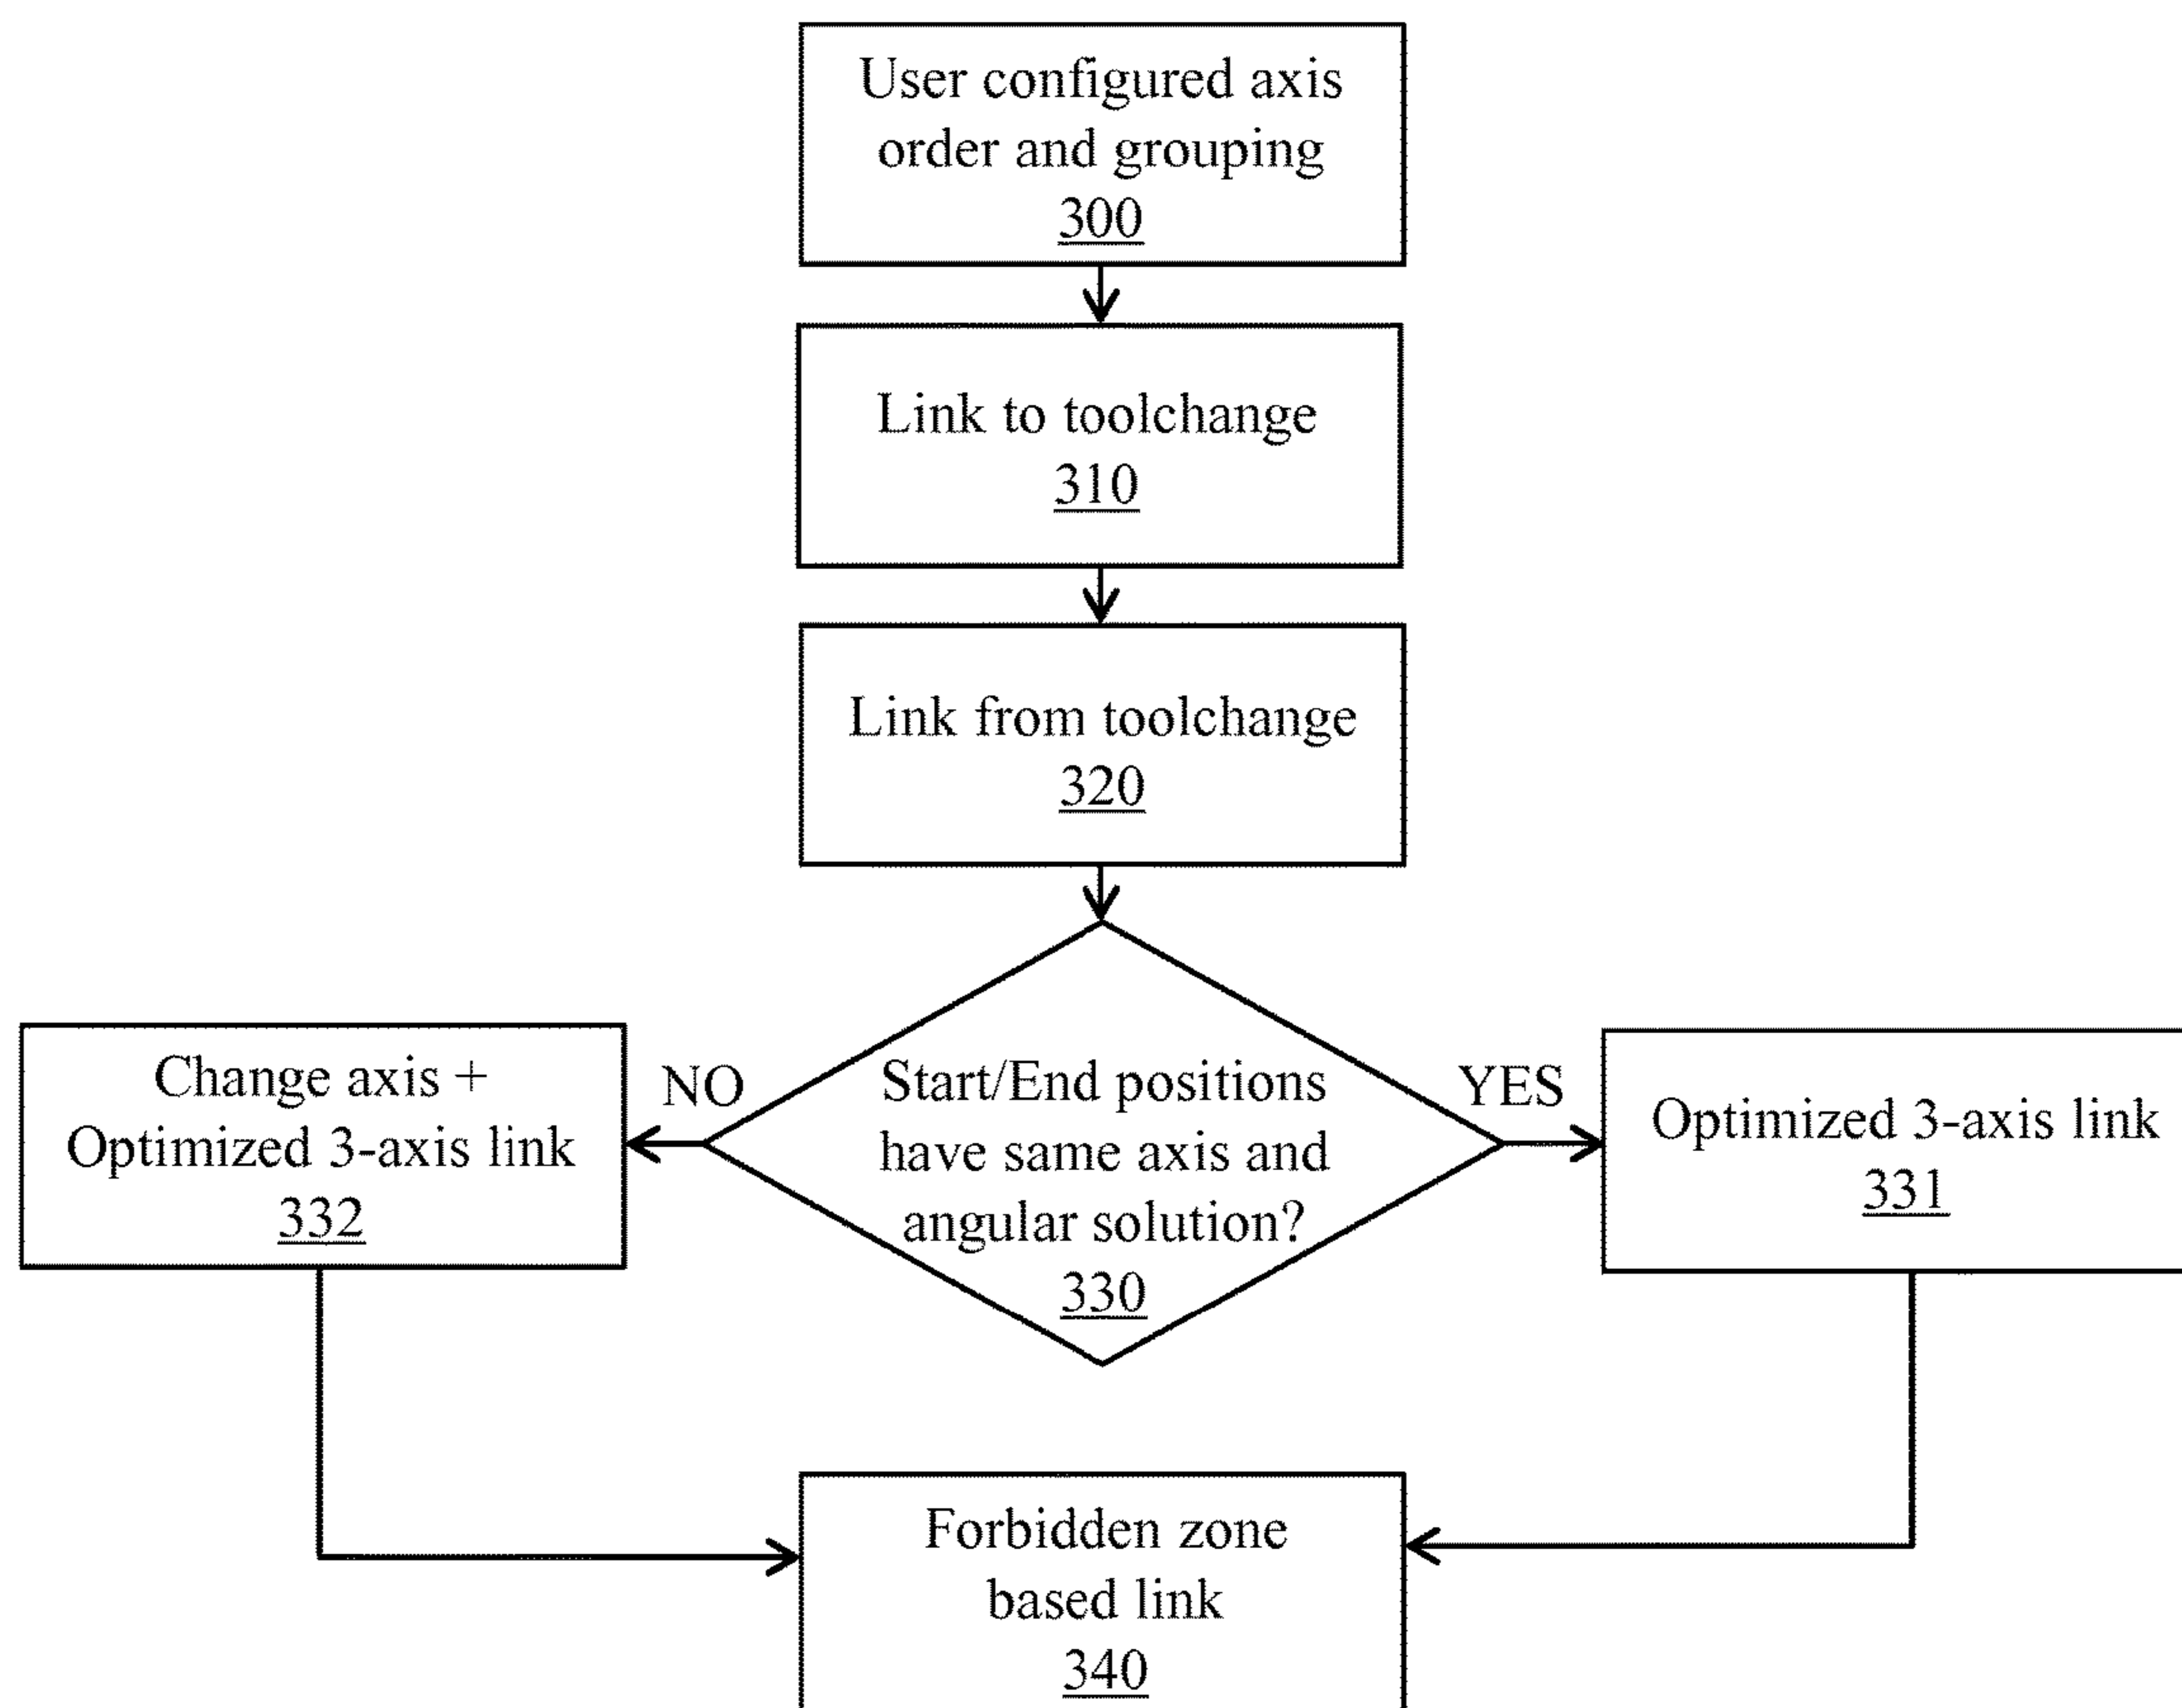 User configured axis
order and grouping
300
Link to toolchange
310
Link from toolchange
320
Start/End positions
have same axis and
angular solution?
330
NO
YES
Change axis +
Optimized 3-axis link
332
Optimized 3-axis link
331
Forbidden zone
based link
340